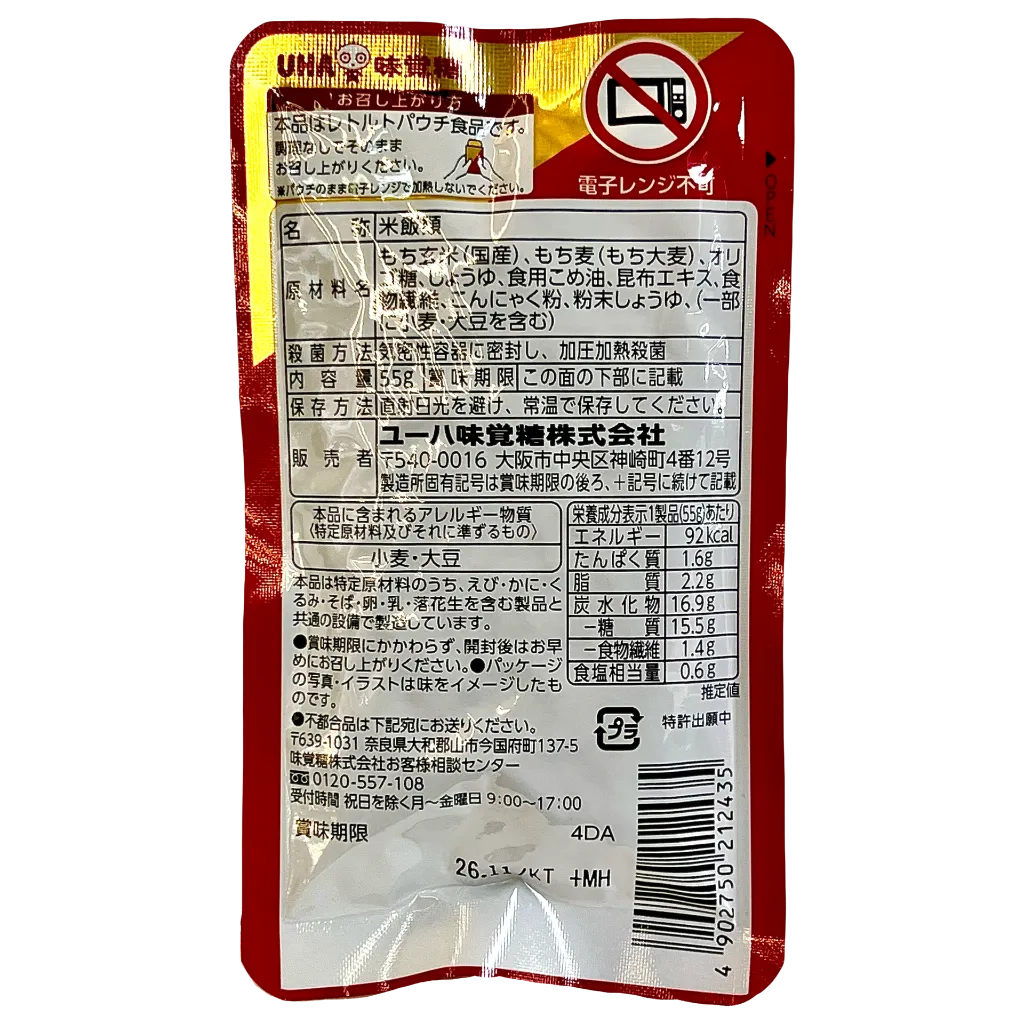 UHA味覚糖
お召し上がり方
本品はレトルトパウチ食品です。
調理なしでそのまま
お召し上がりください。
※パウチのまま電子レンジで加熱しないでください。
電子レンジ不可
OPEN
名称 米飯類
原材料名 もち玄米(国産)、もち麦(もち大麦)、オリ
ゴ糖、しょうゆ、食用こめ油、昆布エキス、食
物繊維、こんにゃく粉、粉末しょうゆ、(一部
に小麦・大豆を含む)
殺菌方法 気密性容器に密封し、加圧加熱殺菌
内容量 55g 賞味期限 この面の下部に記載
保存方法 直射日光を避け、常温で保存してください。
販売者 ユーハ味覚糖株式会社
〒540-0016 大阪市中央区神崎町4番12号
製造所固有記号は賞味期限の後ろ、+記号に続けて記載
本品に含まれるアレルギー物質
〈特定原材料及びそれに準ずるもの〉
小麦・大豆
本品は特定原材料のうち、えび・かに・く
るみ・そば・卵・乳・落花生を含む製品と
共通の設備で製造しています。
●賞味期限にかかわらず、開封後はお早
めにお召し上がりください。●パッケージ
の写真・イラストは味をイメージしたも
のです。
●不都合品は下記宛にお送りください。
〒639-1031 奈良県大和郡山市今国府町137-5
味覚糖株式会社お客様相談センター
0120-557-108
受付時間 祝日を除く月～金曜日 9:00～17:00
栄養成分表示1製品(55g)あたり
エネルギー 92kcal
たんぱく質 1.6g
脂質 2.2g
炭水化物 16.9g
－糖質 15.5g
－食物繊維 1.4g
食塩相当量 0.6g
推定値
プラ
特許出願中
賞味期限
4DA
+MH
4 902750 212435